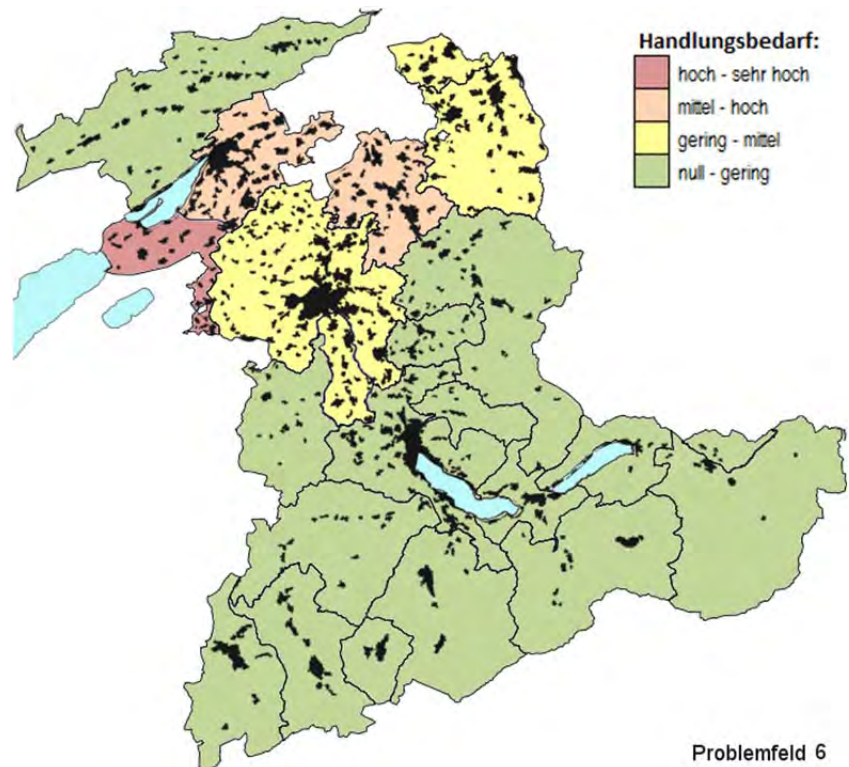 Handlungsbedarf:
hoch - sehr hoch
mittel - hoch
gering - mittel
null - gering
Problemfeld 6